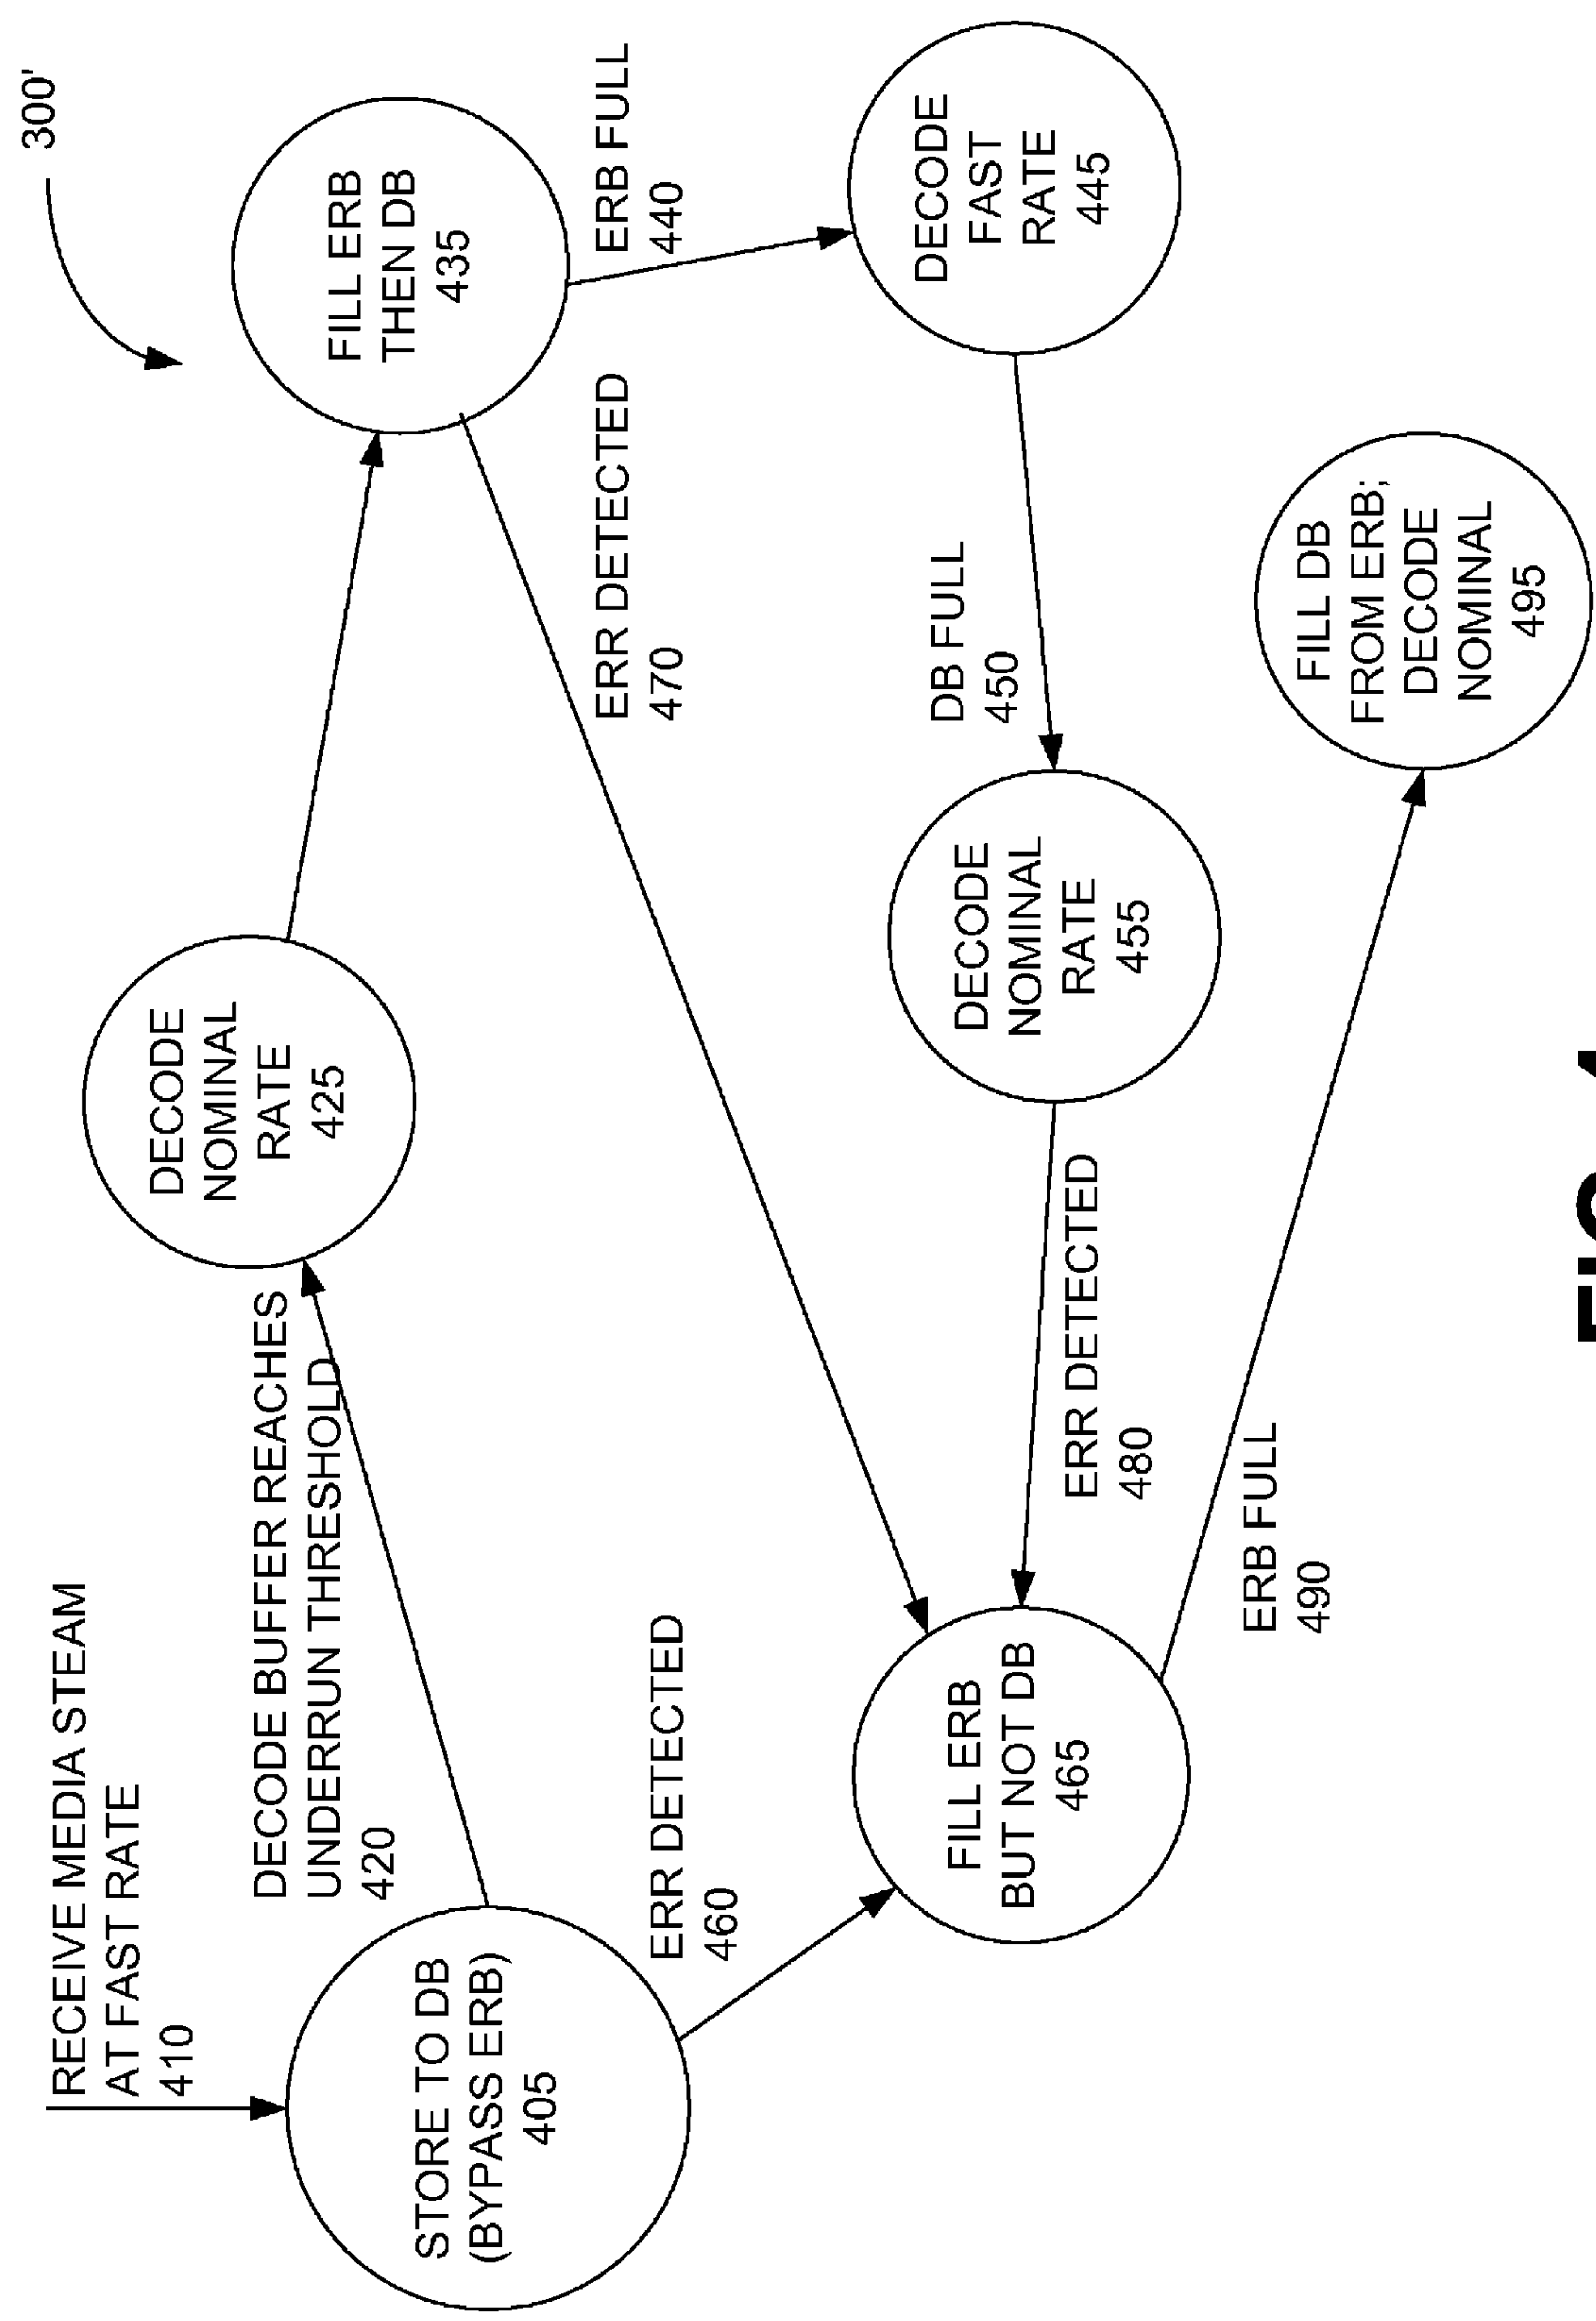 300'
RECEIVE MEDIA STEAM
AT FAST RATE
410
STORE TO DB
(BYPASS ERB)
405
DECODE BUFFER REACHES
UNDERRUN THRESHOLD
420
DECODE
NOMINAL
RATE
425
FILL ERB
THEN DB
435
ERB FULL
440
ERR DETECTED
470
DECODE
FAST
RATE
445
DB FULL
450
DECODE
NOMINAL
RATE
455
ERR DETECTED
460
ERR DETECTED
480
FILL ERB
BUT NOT DB
465
ERB FULL
490
FILL DB
FROM ERB;
DECODE
NOMINAL
495